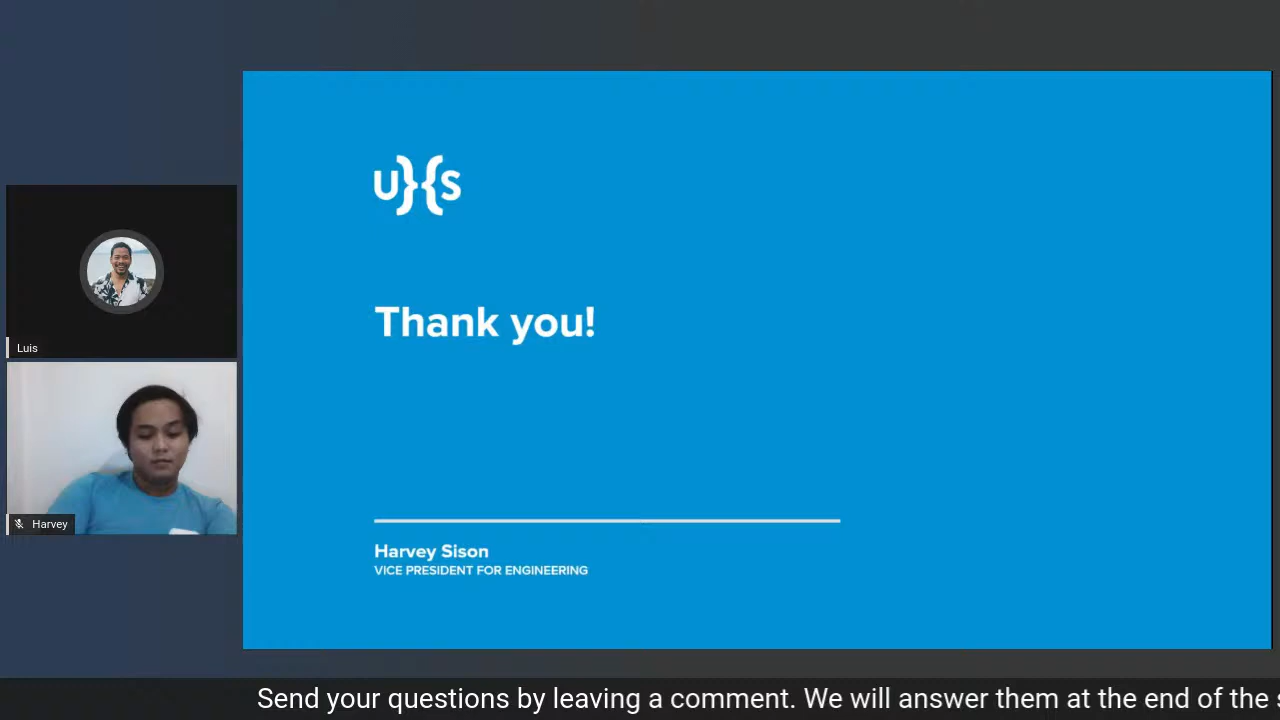 U}{S
Thank you!
Luis
Harvey
Harvey Sison
VICE PRESIDENT FOR ENGINEERING
Send your questions by leaving a comment. We will answer them at the end of the